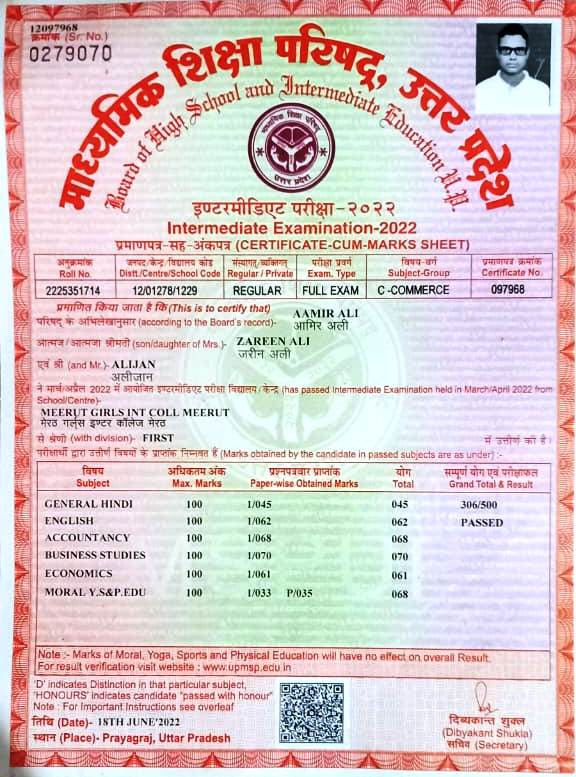 12097968
क्रमांक (Sr. No.)
0279070
माध्यमिक शिक्षा परिषद्, उत्तर प्रदेश
Board of High School and Intermediate Education U.P.
माध्यमिक शिक्षा परिषद्
उत्तर प्रदेश
इण्टरमीडिएट परीक्षा-२०२२
Intermediate Examination-2022
प्रमाणपत्र-सह-अंकपत्र (CERTIFICATE-CUM-MARKS SHEET)
अनुक्रमांक जनपद/केन्द्र/विद्यालय कोड संस्थागत/व्यक्तिगत परीक्षा प्रवर्ग विषय-वर्ग प्रमाणपत्र क्रमांक
Roll No. Distt./Centre/School Code Regular / Private Exam. Type Subject-Group Certificate No.
2225351714 12/01278/1229 REGULAR FULL EXAM C -COMMERCE 097968
प्रमाणित किया जाता है कि (This is to certify that) AAMIR ALI
परिषद् के अभिलेखानुसार (according to the Board's record)- आमिर अली
आत्मज/आत्मजा श्रीमती (son/daughter of Mrs.)- ZAREEN ALI
जरीन अली
एवं श्री (and Mr.)- ALIJAN
अलीजान
ने मार्च/अप्रैल 2022 में आयोजित इण्टरमीडिएट परीक्षा विद्यालय/केन्द्र (has passed Intermediate Examination held in March/April 2022 from
School/Centre)-
MEERUT GIRLS INT COLL MEERUT
मेरठ गर्ल्स इण्टर कॉलेज मेरठ
से श्रेणी (with division)- FIRST में उत्तीर्ण की है।
परीक्षार्थी द्वारा उत्तीर्ण विषयों के प्राप्तांक निम्नवत हैं (Marks obtained by the candidate in passed subjects are as under) :-
विषय अधिकतम अंक प्रश्नपत्रवार प्राप्तांक योग सम्पूर्ण योग एवं परीक्षाफल
Subject Max. Marks Paper-wise Obtained Marks Total Grand Total & Result
GENERAL HINDI 100 1/045 045 306/500
ENGLISH 100 1/062 062 PASSED
ACCOUNTANCY 100 1/068 068
BUSINESS STUDIES 100 1/070 070
ECONOMICS 100 1/061 061
MORAL Y.S&P.EDU 100 1/033 P/035 068
Note :- Marks of Moral, Yoga, Sports and Physical Education will have no effect on overall Result.
For result verification visit website : www.upmsp.edu.in
'D' indicates Distinction in that particular subject,
'HONOURS' indicates candidate "passed with honour"
Note : For Important Instructions see overleaf
तिथि (Date)- 18TH JUNE'2022
स्थान (Place)- Prayagraj, Uttar Pradesh
दिब्यकान्त शुक्ल
(Dibyakant Shukla)
सचिव (Secretary)